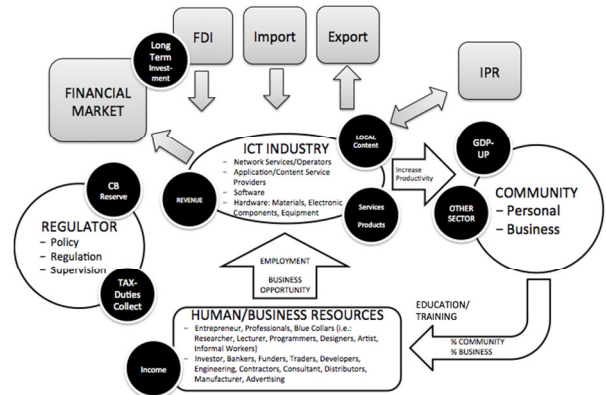 FDI
Import
Export
IPR
Long
Term
Invest-
ment
FINANCIAL
MARKET
LOCAL
Content
ICT INDUSTRY
– Network Services/Operators
– Application/Content Service
Providers
– Software
– Hardware: Materials, Electronic
Components, Equipment
REVENUE
Services
Products
Increase
Productivity
GDP-
UP
OTHER
SECTOR
COMMUNITY
– Personal
– Business
CB
Reserve
REGULATOR
– Policy
– Regulation
– Supervision
TAX-
Duties
Collect
EMPLOYMENT
BUSINESS
OPPORTUNITY
HUMAN/BUSINESS RESOURCES
– Entrepreneur, Professionals, Blue Collars (i.e.:
Researcher, Lecturer, Programmers, Designers, Artist,
Informal Workers)
– Investor, Bankers, Funders, Traders, Developers,
Engineering, Contractors, Consultant, Distributors,
Manufacturer, Advertising
Income
EDUCATION/
TRAINING
% COMMUNITY
% BUSINESS